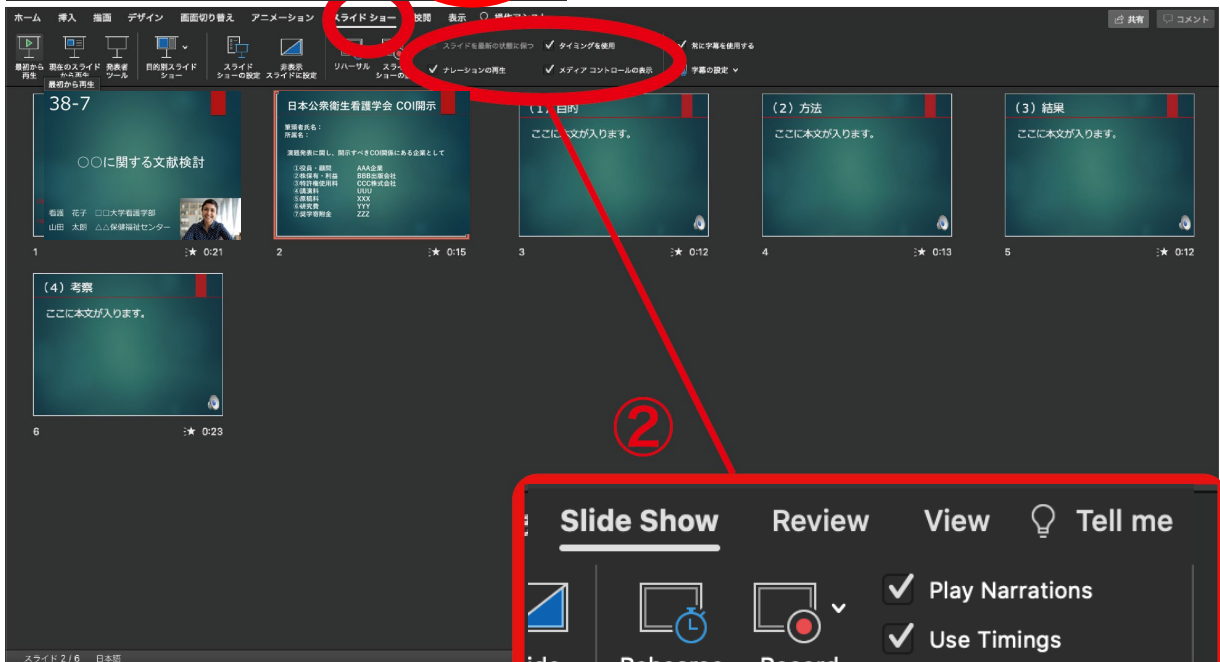 ホーム 挿入 描画 デザイン 画面切り替え アニメーション スライド ショー 校閲 表示
共有 コメント
スライドを最新の状態に保つ タイミングを使用 常に字幕を使用する
ナレーションの再生 メディア コントロールの表示 字幕の設定
最初から再生
現在のスライドから再生
発表者ツール
目的別スライドショー
スライドショーの設定
非表示スライドに設定
リハーサル
最初から再生
38-7
○○に関する文献検討
看護 花子 □□大学看護学部
山田 太朗 △△保健福祉センター
1 0:21
日本公衆衛生看護学会 COI開示
筆頭者氏名:
所属名:
演題発表に関し、開示すべきCOI関係にある企業として
①役員・顧問 AAA企業
②株保有・利益 BBB出版会社
③特許権使用料 CCC株式会社
④講演料 UUU
⑤原稿料 XXX
⑥研究費 YYY
⑦奨学寄附金 ZZZ
2 0:15
(1)目的
ここに本文が入ります。
3 0:12
(2)方法
ここに本文が入ります。
4 0:13
(3)結果
ここに本文が入ります。
5 0:12
(4)考察
ここに本文が入ります。
6 0:23
②
Slide Show Review View Tell me
Play Narrations
Use Timings
スライド 2 / 6 日本語